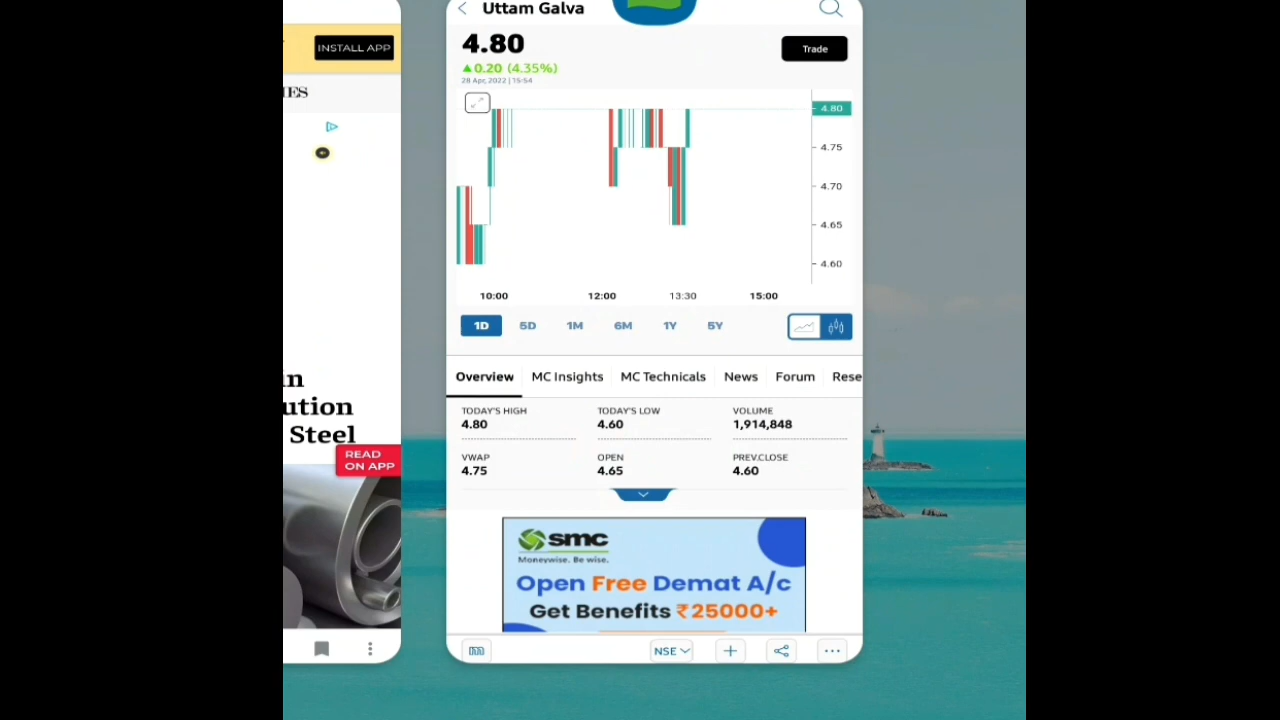 INSTALL APP
IES
in
ution
Steel
READ
ON APP
Uttam Galva
4.80
Trade
▲0.20 (4.35%)
28 Apr, 2022 | 15:54
4.80
4.75
4.70
4.65
4.60
10:00 12:00 13:30 15:00
1D 5D 1M 6M 1Y 5Y
Overview MC Insights MC Technicals News Forum Rese
TODAY'S HIGH TODAY'S LOW VOLUME
4.80 4.60 1,914,848
VWAP OPEN PREV.CLOSE
4.75 4.65 4.60
smc
Moneywise. Be wise.
Open Free Demat A/c
Get Benefits ₹25000+
NSE